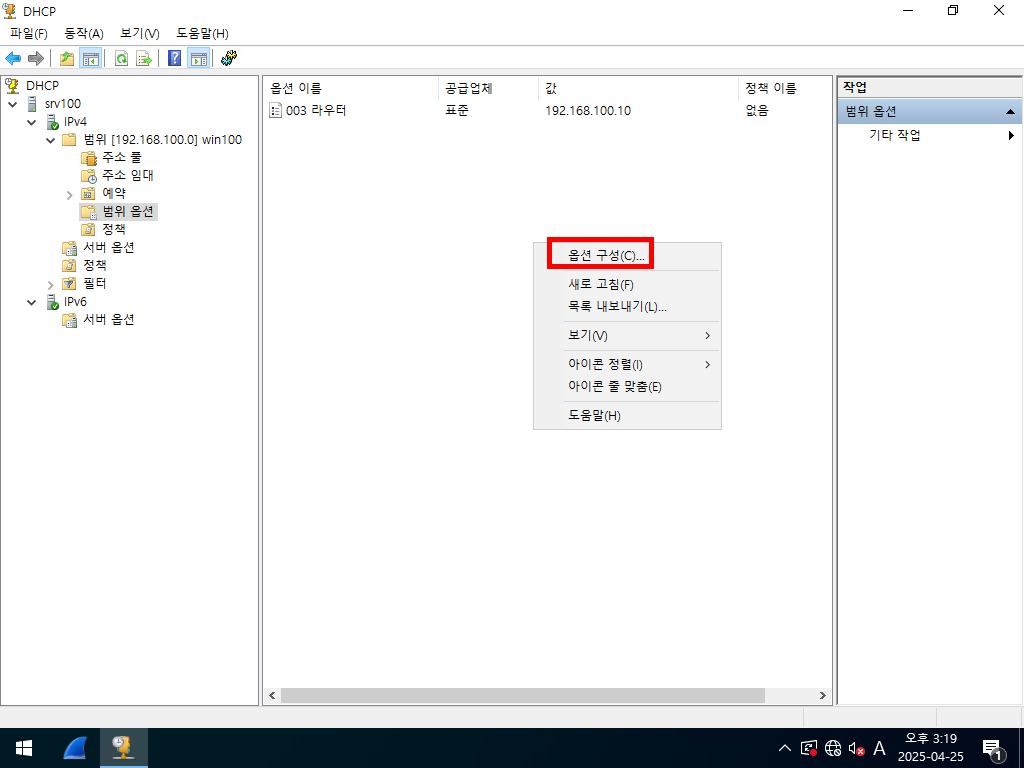 DHCP
파일(F) 동작(A) 보기(V) 도움말(H)
DHCP
srv100
IPv4
범위 [192.168.100.0] win100
주소 풀
주소 임대
예약
범위 옵션
정책
서버 옵션
정책
필터
IPv6
서버 옵션
옵션 이름 공급업체 값 정책 이름
003 라우터 표준 192.168.100.10 없음
옵션 구성(C)...
새로 고침(F)
목록 내보내기(L)...
보기(V)
아이콘 정렬(I)
아이콘 줄 맞춤(E)
도움말(H)
작업
범위 옵션
기타 작업
A
오후 3:19
2025-04-25
1